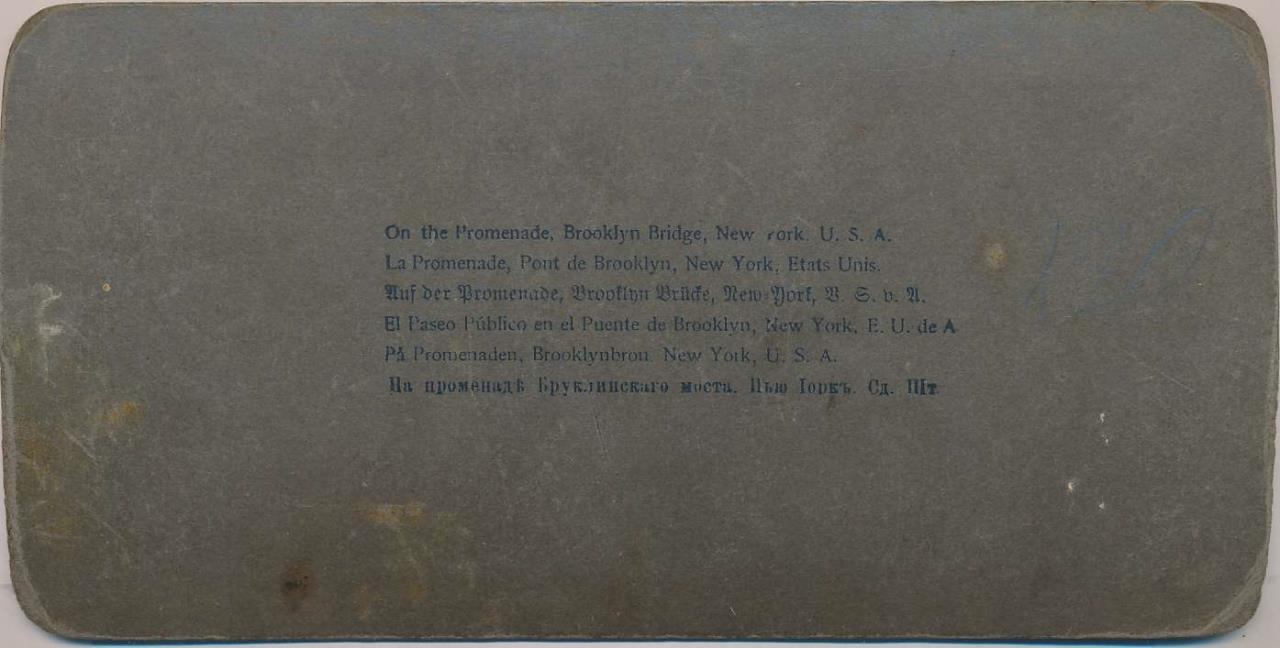 On the Promenade, Brooklyn Bridge, New York. U. S. A.
La Promenade, Pont de Brooklyn, New York, Etats Unis.
Auf der Promenade, Brooklyn Brücke, New-York, V. S. v. A.
El Paseo Público en el Puente de Brooklyn, New York, E. U. de A
På Promenaden, Brooklynbron New York, U. S. A.
На променадѣ Бруклинскаго моста. Нью Іоркъ. Сд. Шт.